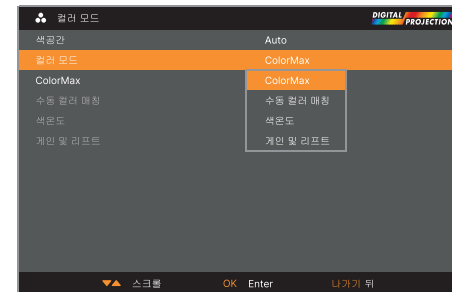 컬러 모드
DIGITAL PROJECTION
색공간 Auto
컬러 모드 ColorMax
ColorMax ColorMax
수동 컬러 매칭 수동 컬러 매칭
색온도 색온도
게인 및 리프트 게인 및 리프트
▼▲ 스크롤 OK Enter 나가기 뒤